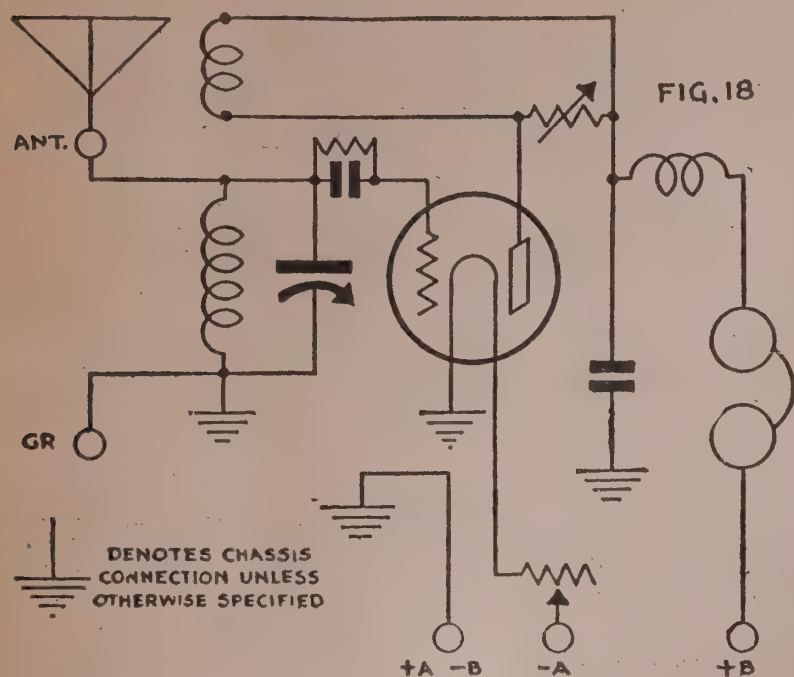 FIG. 18
ANT.
GR
DENOTES CHASSIS
CONNECTION UNLESS
OTHERWISE SPECIFIED
+A -B
-A
+B